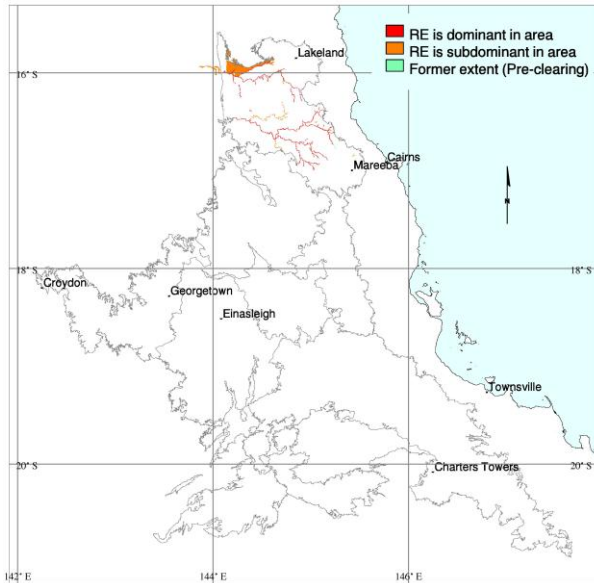 RE is dominant in area
RE is subdominant in area
Former extent (Pre-clearing)
Lakeland
16° S
Cairns
Mareeba
N
18° S
18° S
Croydon
Georgetown
Einasleigh
Townsville
20° S
Charters Towers
20° S
142° E
144° E
146° E